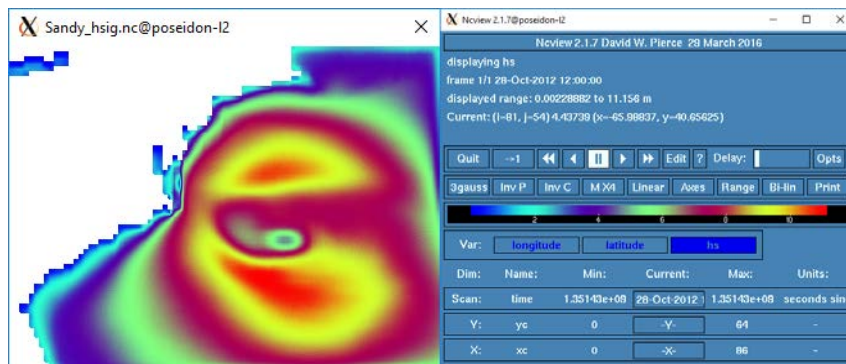 Sandy_hsig.nc@poseidon-l2
Ncview 2.1.7@poseidon-l2
Ncview 2.1.7 David W. Pierce 29 March 2016
displaying hs
frame 1/1 28-Oct-2012 12:00:00
displayed range: 0.00228882 to 11.156 m
Current: (i=81, j=54) 4.43739 (x=-65.98837, y=40.65625)
Quit →1 Edit ? Delay: Opts
3gauss Inv P Inv C M X4 Linear Axes Range Bi-lin Print
2 4 6 8 10
Var: longitude latitude hs
Dim: Name: Min: Current: Max: Units:
Scan: time 1.35143e+09 28-Oct-2012 1 1.35143e+09 seconds sin
Y: yc 0 -Y- 64 -
X: xc 0 -X- 86 -